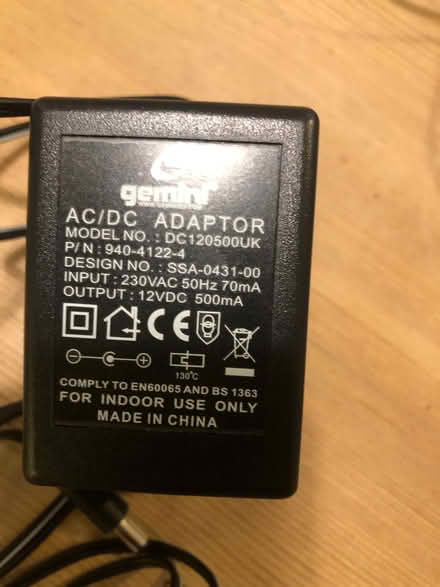 gemini
AC/DC ADAPTOR
MODEL NO. : DC120500UK
P/N : 940-4122-4
DESIGN NO. : SSA-0431-00
INPUT : 230VAC 50Hz 70mA
OUTPUT : 12VDC 500mA
CE
130°C
COMPLY TO EN60065 AND BS 1363
FOR INDOOR USE ONLY
MADE IN CHINA